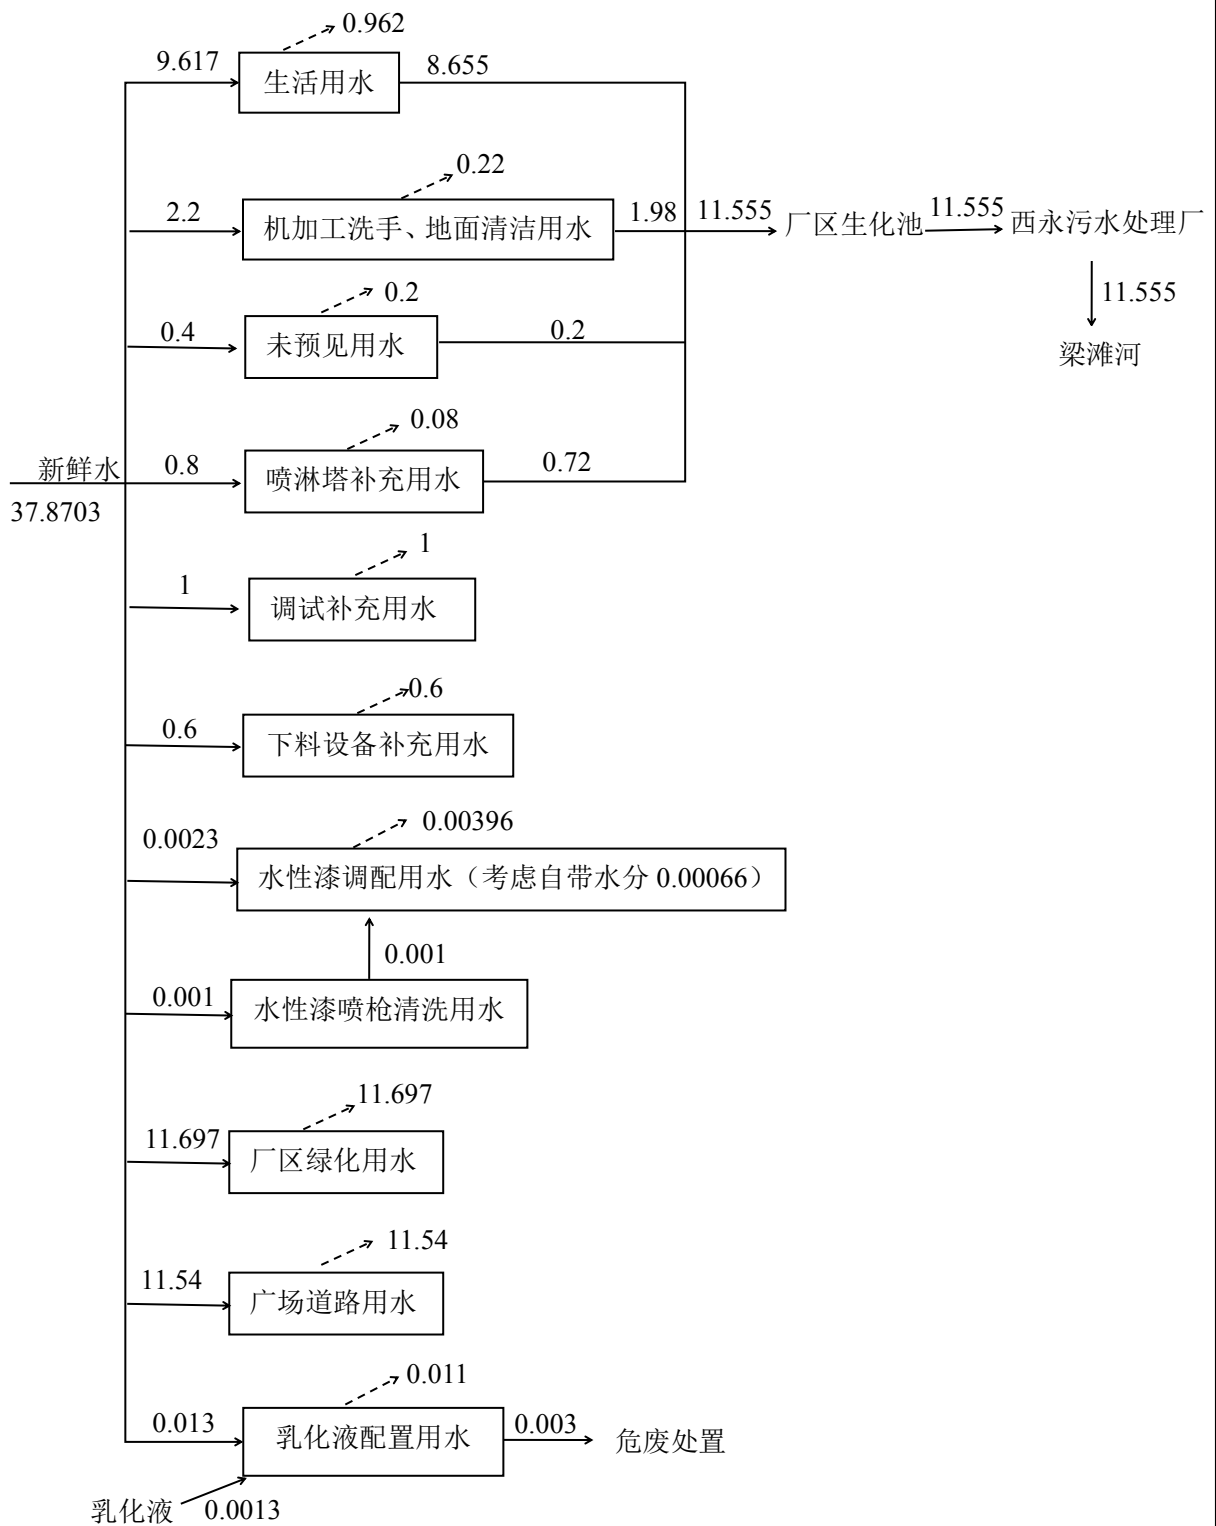 0.962
9.617
生活用水
8.655
0.22
2.2
机加工洗手、地面清洁用水
1.98
11.555
厂区生化池
11.555
西永污水处理厂
11.555
梁滩河
0.2
0.4
未预见用水
0.2
0.08
新鲜水
37.8703
0.8
喷淋塔补充用水
0.72
1
1
调试补充用水
0.6
0.6
下料设备补充用水
0.00396
0.0023
水性漆调配用水（考虑自带水分 0.00066）
0.001
0.001
水性漆喷枪清洗用水
11.697
11.697
厂区绿化用水
11.54
11.54
广场道路用水
0.011
0.013
乳化液配置用水
0.003
危废处置
乳化液
0.0013